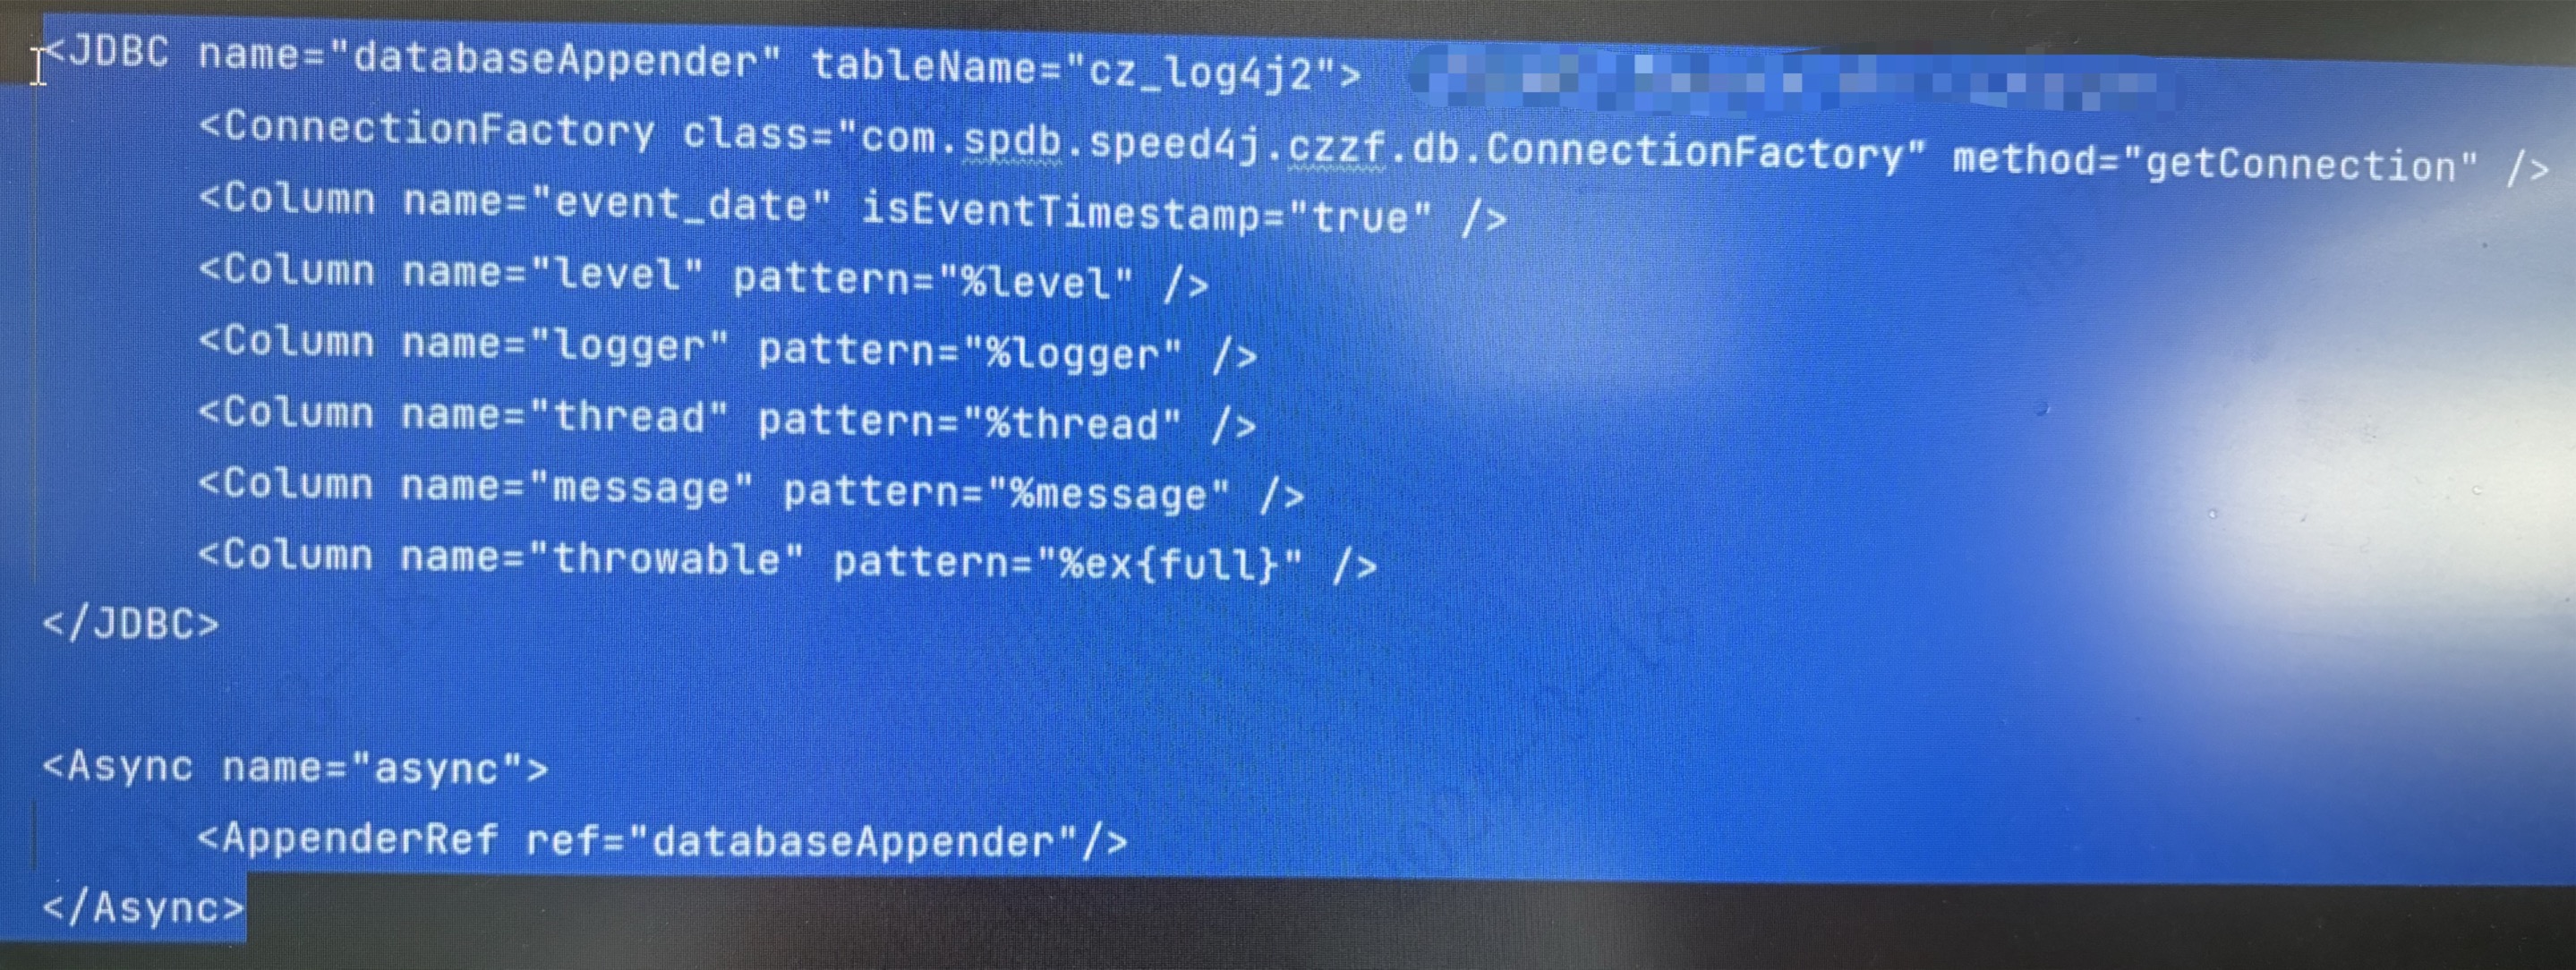 <JDBC name="databaseAppender" tableName="cz_log4j2">
<ConnectionFactory class="com.spdb.speed4j.czzf.db.ConnectionFactory" method="getConnection" />
<Column name="event_date" isEventTimestamp="true" />
<Column name="level" pattern="%level" />
<Column name="logger" pattern="%logger" />
<Column name="thread" pattern="%thread" />
<Column name="message" pattern="%message" />
<Column name="throwable" pattern="%ex{full}" />
</JDBC>
<Async name="async">
<AppenderRef ref="databaseAppender"/>
</Async>